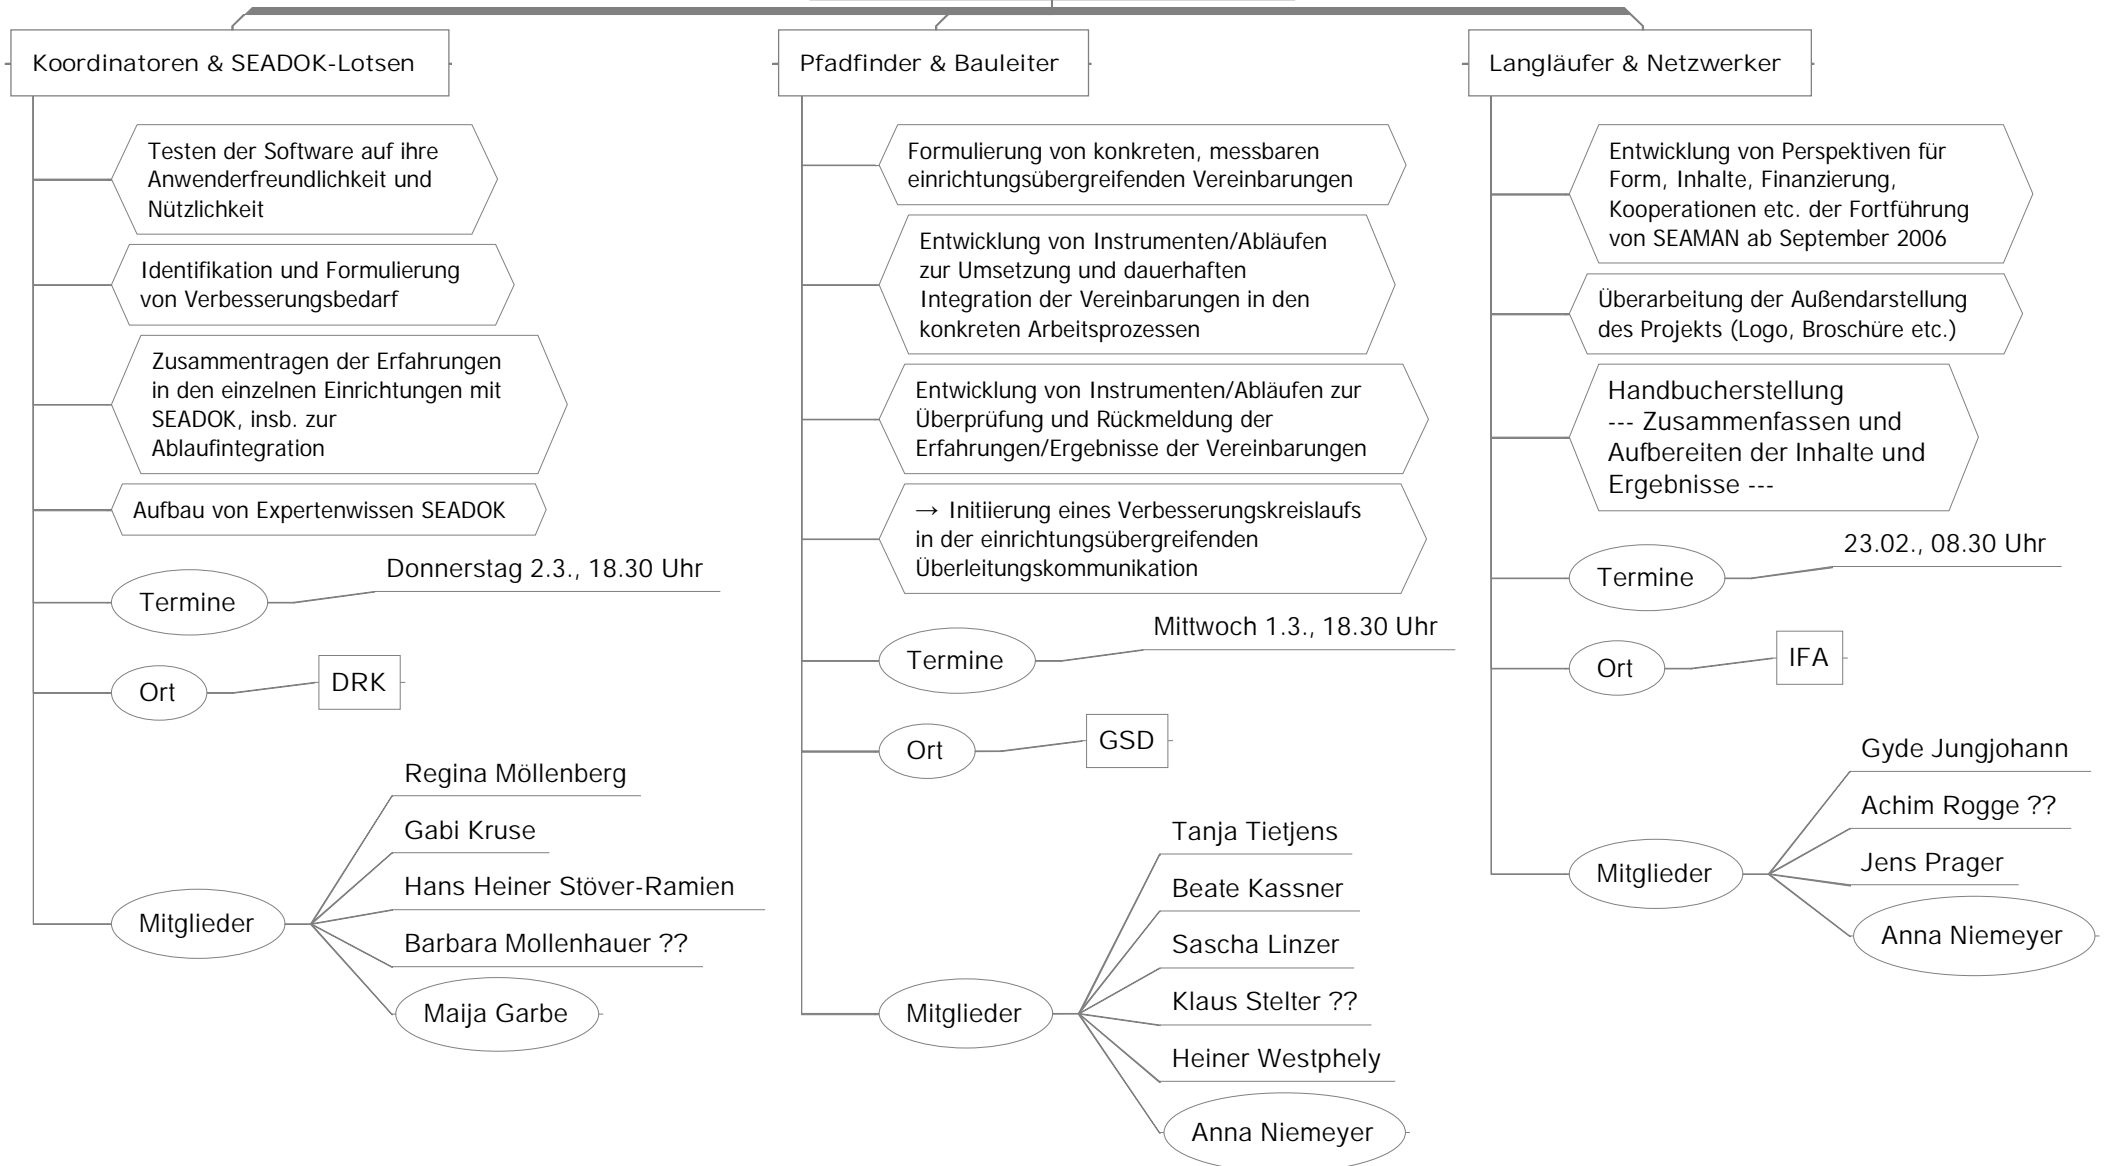 Koordinatoren & SEADOK-Lotsen
Testen der Software auf ihre
Anwenderfreundlichkeit und
Nützlichkeit
Identifikation und Formulierung
von Verbesserungsbedarf
Zusammentragen der Erfahrungen
in den einzelnen Einrichtungen mit
SEADOK, insb. zur
Ablaufintegration
Aufbau von Expertenwissen SEADOK
Termine
Donnerstag 2.3., 18.30 Uhr
Ort
DRK
Mitglieder
Regina Möllenberg
Gabi Kruse
Hans Heiner Stöver-Ramien
Barbara Mollenhauer ??
Maija Garbe
Pfadfinder & Bauleiter
Formulierung von konkreten, messbaren
einrichtungsübergreifenden Vereinbarungen
Entwicklung von Instrumenten/Abläufen
zur Umsetzung und dauerhaften
Integration der Vereinbarungen in den
konkreten Arbeitsprozessen
Entwicklung von Instrumenten/Abläufen zur
Überprüfung und Rückmeldung der
Erfahrungen/Ergebnisse der Vereinbarungen
→ Initiierung eines Verbesserungskreislaufs
in der einrichtungsübergreifenden
Überleitungskommunikation
Termine
Mittwoch 1.3., 18.30 Uhr
Ort
GSD
Mitglieder
Tanja Tietjens
Beate Kassner
Sascha Linzer
Klaus Stelter ??
Heiner Westphely
Anna Niemeyer
Langläufer & Netzwerker
Entwicklung von Perspektiven für
Form, Inhalte, Finanzierung,
Kooperationen etc. der Fortführung
von SEAMAN ab September 2006
Überarbeitung der Außendarstellung
des Projekts (Logo, Broschüre etc.)
Handbucherstellung
--- Zusammenfassen und
Aufbereiten der Inhalte und
Ergebnisse ---
Termine
23.02., 08.30 Uhr
Ort
IFA
Mitglieder
Gyde Jungjohann
Achim Rogge ??
Jens Prager
Anna Niemeyer